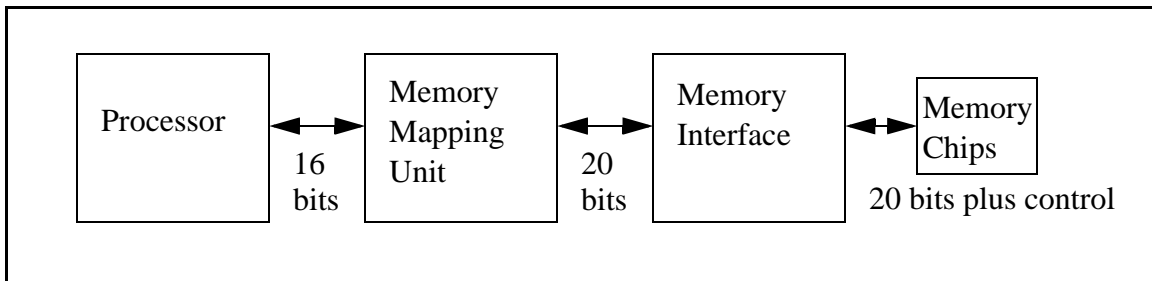 Processor
16
bits
Memory
Mapping
Unit
20
bits
Memory
Interface
Memory
Chips
20 bits plus control